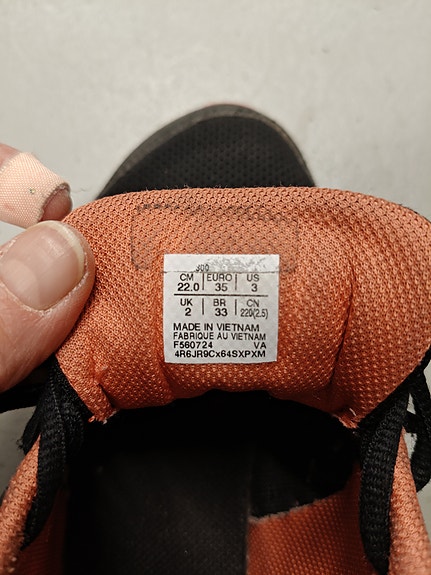 CM EURO US
22.0 35 3
UK BR CN
2 33 220(2.5)
MADE IN VIETNAM
FABRIQUE AU VIETNAM
F560724 VA
4R6JR9Cx64SXPXM